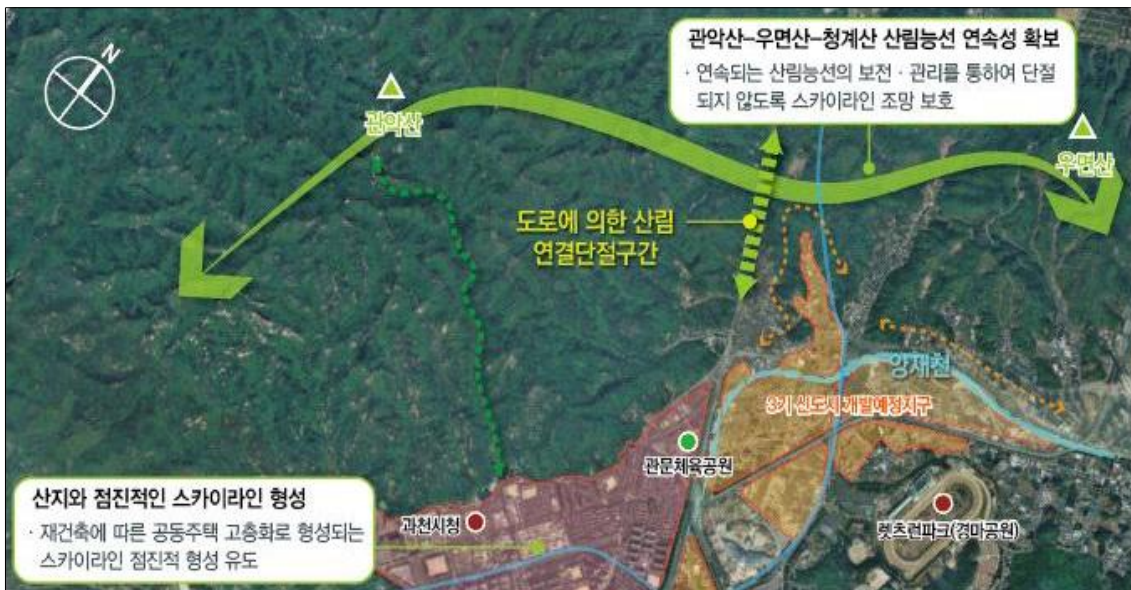 관악산-우면산-청계산 산림능선 연속성 확보
· 연속되는 산림능선의 보전 · 관리를 통하여 단절
되지 않도록 스카이라인 조망 보호
N
관악산
우면산
도로에 의한 산림
연결단절구간
양재천
3기 신도시 개발예정지구
관문체육공원
산지와 점진적인 스카이라인 형성
· 재건축에 따른 공동주택 고층화로 형성되는
스카이라인 점진적 형성 유도
과천시청
렛츠런파크(경마공원)